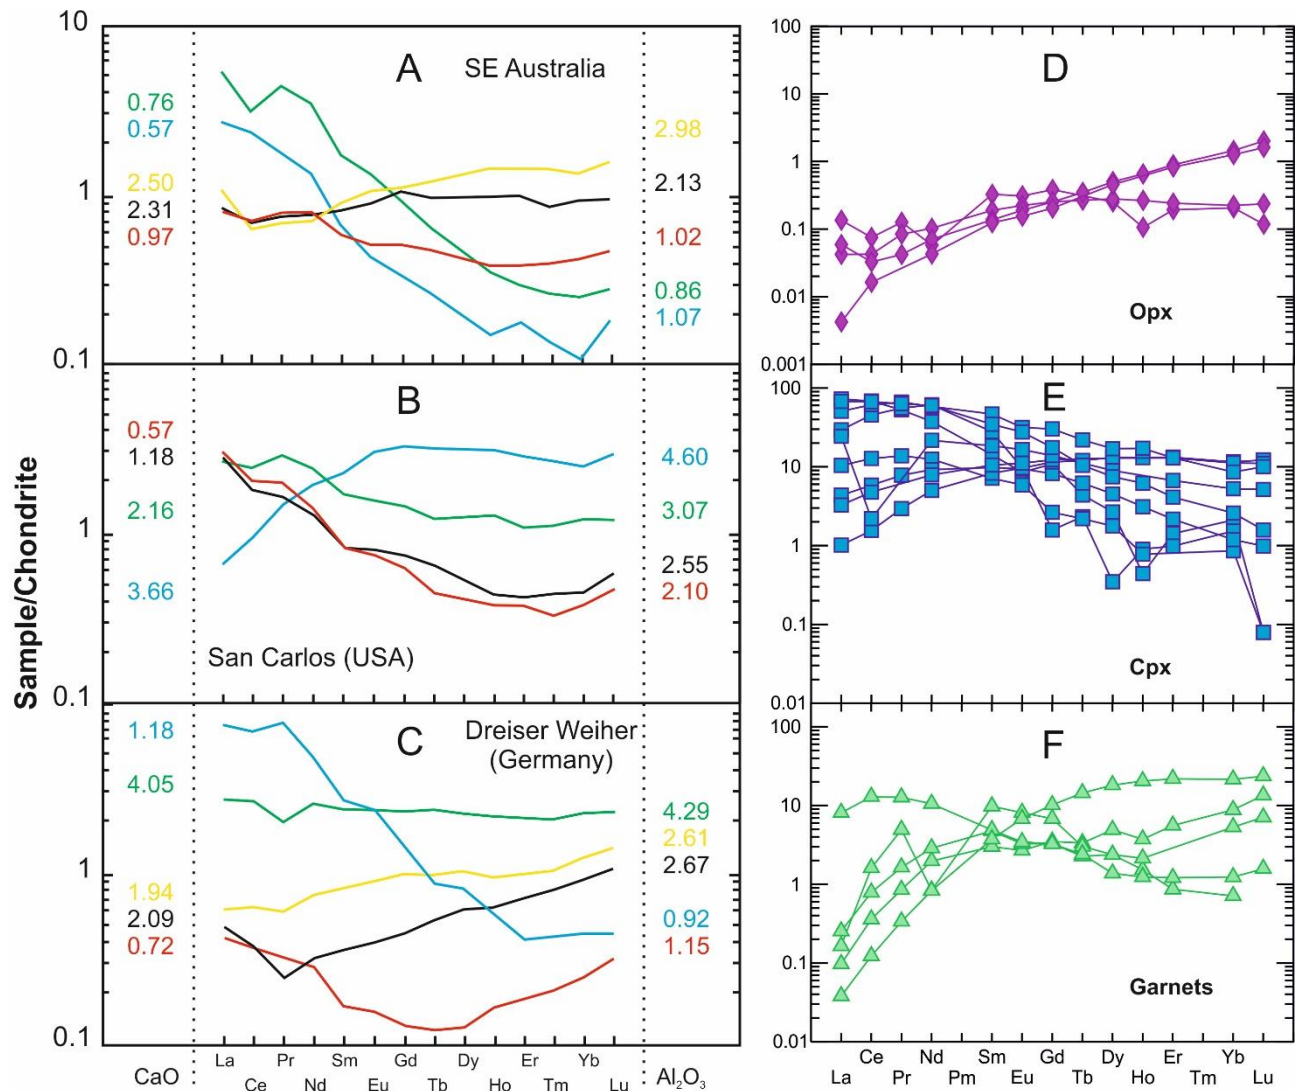 Sample/Chondrite
10
1
0.1
A
SE Australia
0.76
0.57
2.50
2.31
0.97
2.98
2.13
1.02
0.86
1.07
1
0.1
B
San Carlos (USA)
0.57
1.18
2.16
3.66
4.60
3.07
2.55
2.10
1
0.1
C
Dreiser Weiher
(Germany)
1.18
4.05
1.94
2.09
0.72
4.29
2.61
2.67
0.92
1.15
La Pr Sm Gd Dy Er Yb
Ce Nd Eu Tb Ho Tm Lu
CaO
Al₂O₃
100
10
1
0.1
0.01
0.001
D
Opx
100
10
1
0.1
0.01
E
Cpx
100
10
1
0.1
0.01
F
Garnets
Ce Nd Sm Gd Dy Er Yb
La Pr Pm Eu Tb Ho Tm Lu